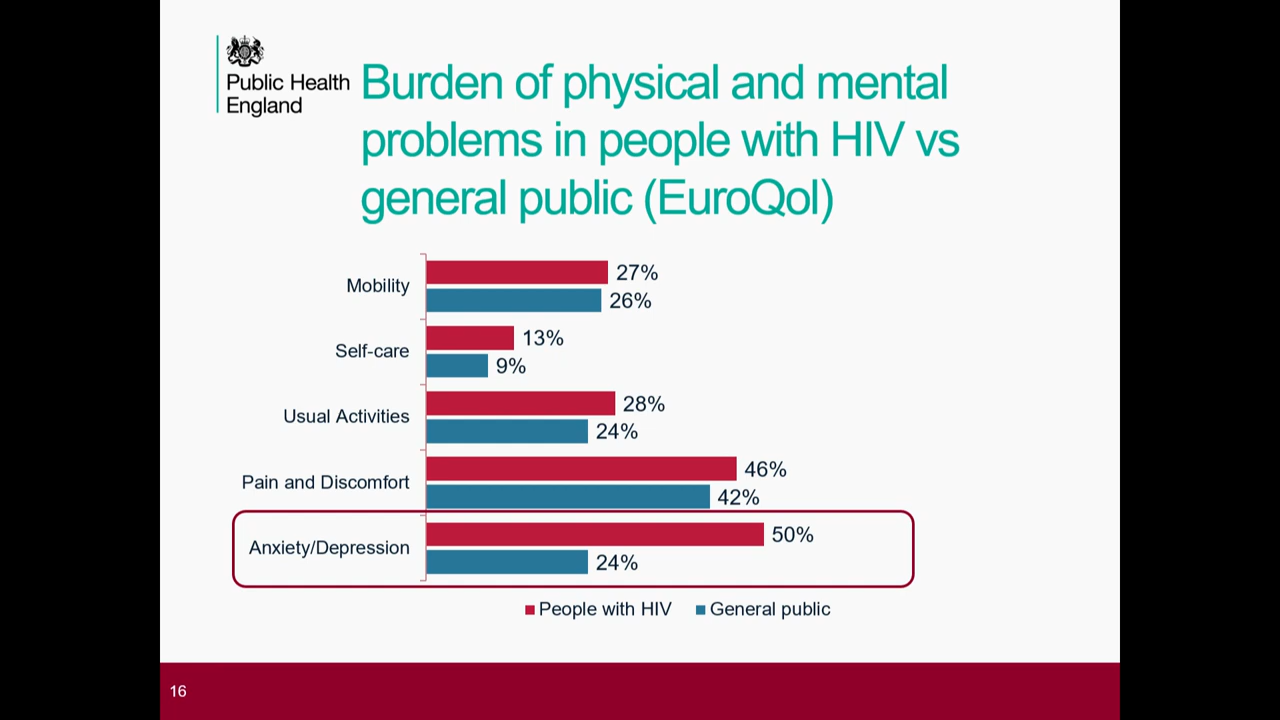 Public Health
England
Burden of physical and mental
problems in people with HIV vs
general public (EuroQol)
Mobility
27%
26%
Self-care
13%
9%
Usual Activities
28%
24%
Pain and Discomfort
46%
42%
Anxiety/Depression
50%
24%
People with HIV
General public
16